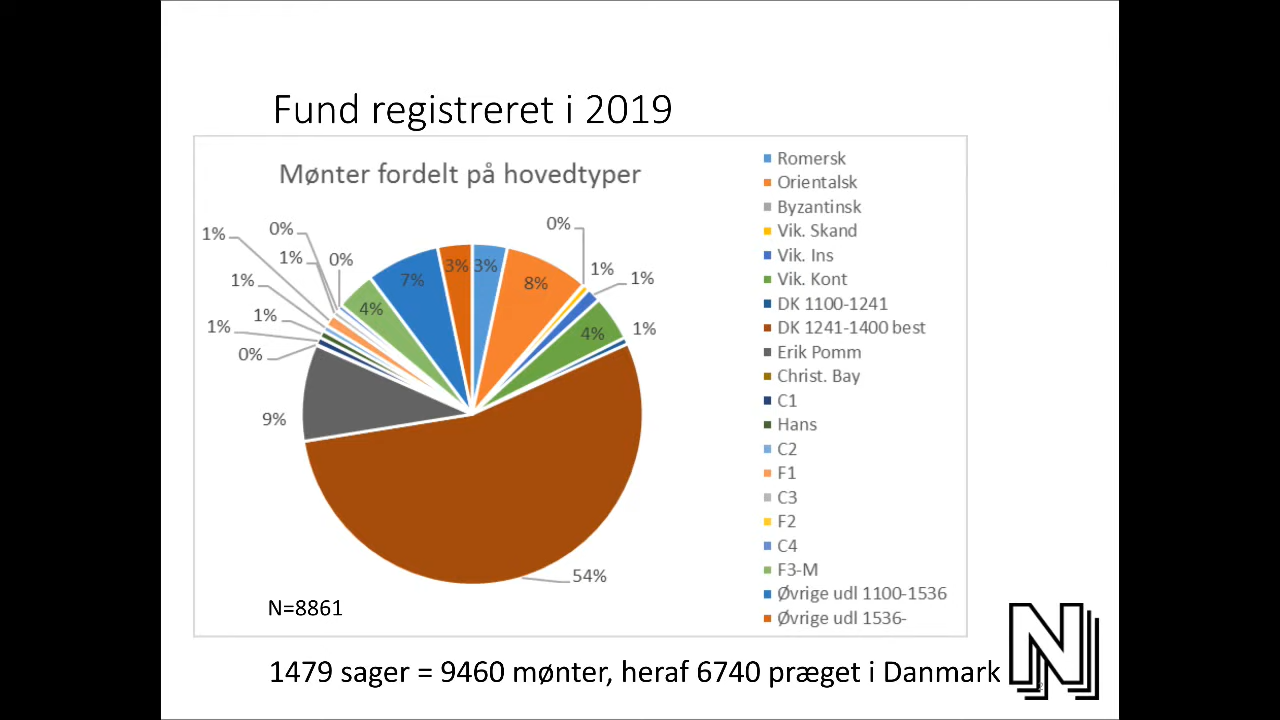 Fund registreret i 2019
Mønter fordelt på hovedtyper
0%
1%
1%
0%
1%
0%
1%
1%
1%
1%
0%
9%
7%
3%
3%
8%
4%
4%
1%
54%
N=8861
Romersk
Orientalsk
Byzantinsk
Vik. Skand
Vik. Ins
Vik. Kont
DK 1100-1241
DK 1241-1400 best
Erik Pomm
Christ. Bay
C1
Hans
C2
F1
C3
F2
C4
F3-M
Øvrige udl 1100-1536
Øvrige udl 1536-
1479 sager = 9460 mønter, heraf 6740 præget i Danmark
N